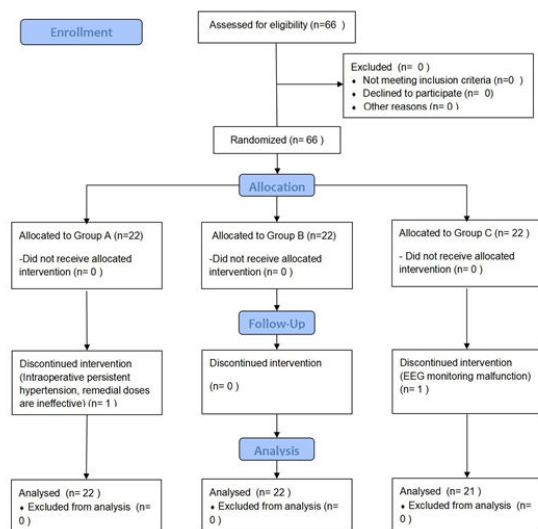 Enrollment
Assessed for eligibility (n=66 )
Excluded (n= 0 )
⬧ Not meeting inclusion criteria (n=0 )
⬧ Declined to participate (n= 0)
⬧ Other reasons (n= 0 )
Randomized (n= 66 )
Allocation
Allocated to Group A (n=22)
-Did not receive allocated
intervention (n= 0 )
Allocated to Group B (n=22)
-Did not receive allocated
intervention (n= 0 )
Allocated to Group C (n= 22 )
- Did not receive allocated
intervention (n= 0 )
Follow-Up
Discontinued intervention
(Intraoperative persistent
hypertension, remedial doses
are ineffective) (n= 1 )
Discontinued intervention
(n= 0 )
Discontinued intervention
(EEG monitoring malfunction)
(n= 1 )
Analysis
Analysed (n= 22 )
⬧ Excluded from analysis (n=
0 )
Analysed (n= 22 )
⬧ Excluded from analysis (n=
0 )
Analysed (n= 21 )
⬧ Excluded from analysis (n=
0 )